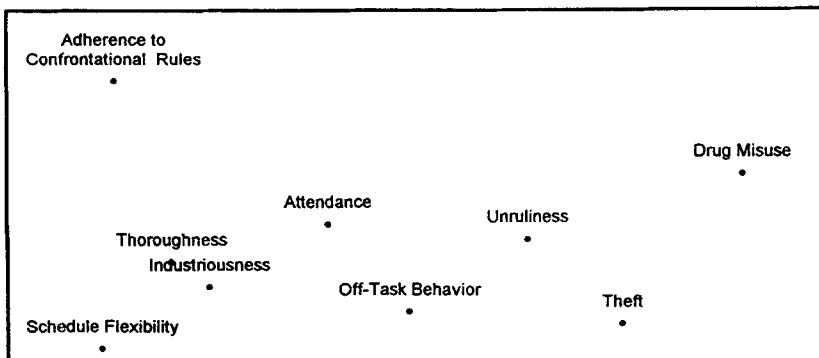 Adherence to
Confrontational Rules
Drug Misuse
Attendance
Unruliness
Thoroughness
Industriousness
Off-Task Behavior
Theft
Schedule Flexibility